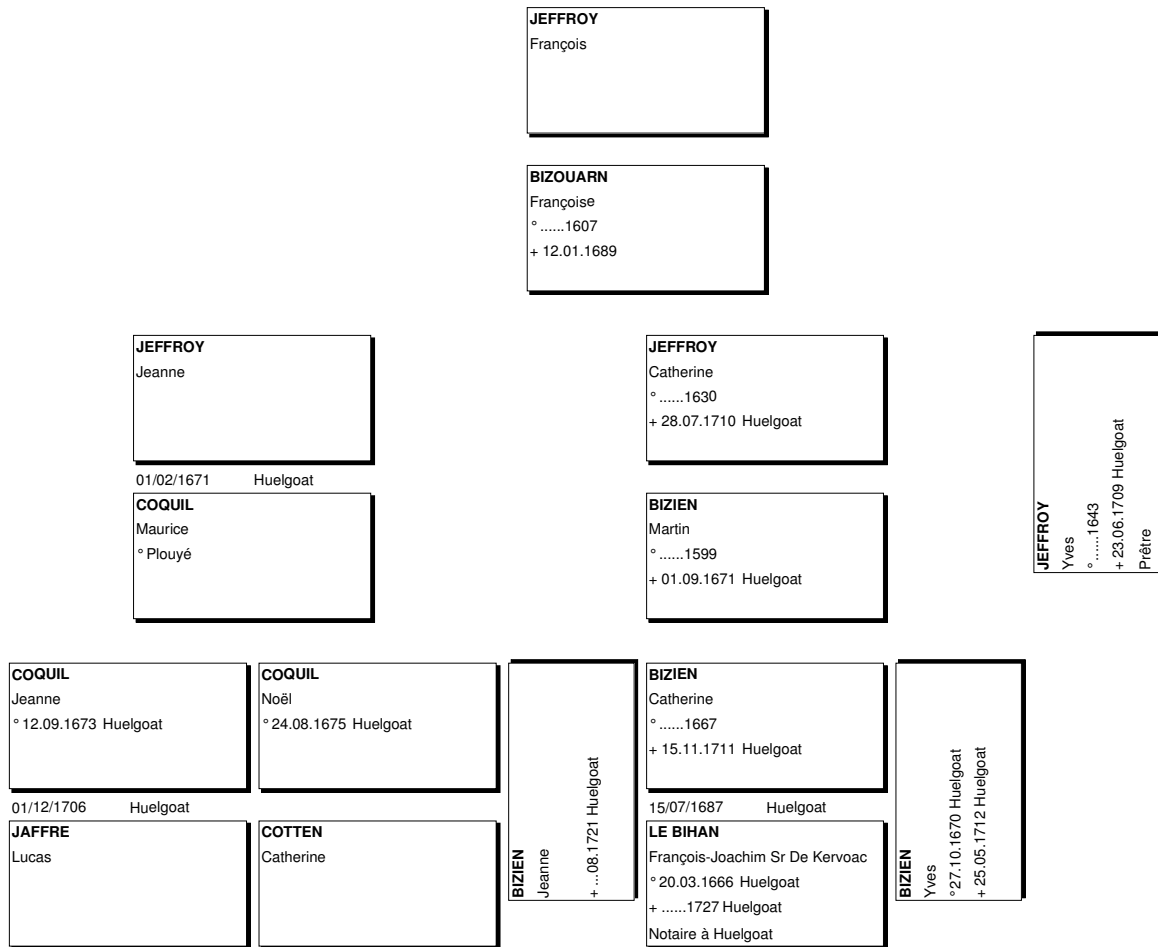 JEFFROY
François
BIZOUARN
Françoise
° ......1607
+ 12.01.1689
JEFFROY
Jeanne
01/02/1671 Huelgoat
COQUIL
Maurice
° Plouyé
JEFFROY
Catherine
° ......1630
+ 28.07.1710 Huelgoat
BIZIEN
Martin
° ......1599
+ 01.09.1671 Huelgoat
JEFFROY
Yves
° ......1643
+ 23.06.1709 Huelgoat
Prêtre
COQUIL
Jeanne
° 12.09.1673 Huelgoat
01/12/1706 Huelgoat
JAFFRE
Lucas
COQUIL
Noël
° 24.08.1675 Huelgoat
COTTEN
Catherine
BIZIEN
Jeanne
+ ...08.1721 Huelgoat
BIZIEN
Catherine
° ......1667
+ 15.11.1711 Huelgoat
15/07/1687 Huelgoat
LE BIHAN
François-Joachim Sr De Kervoac
° 20.03.1666 Huelgoat
+ ......1727 Huelgoat
Notaire à Huelgoat
BIZIEN
Yves
° 27.10.1670 Huelgoat
+ 25.05.1712 Huelgoat